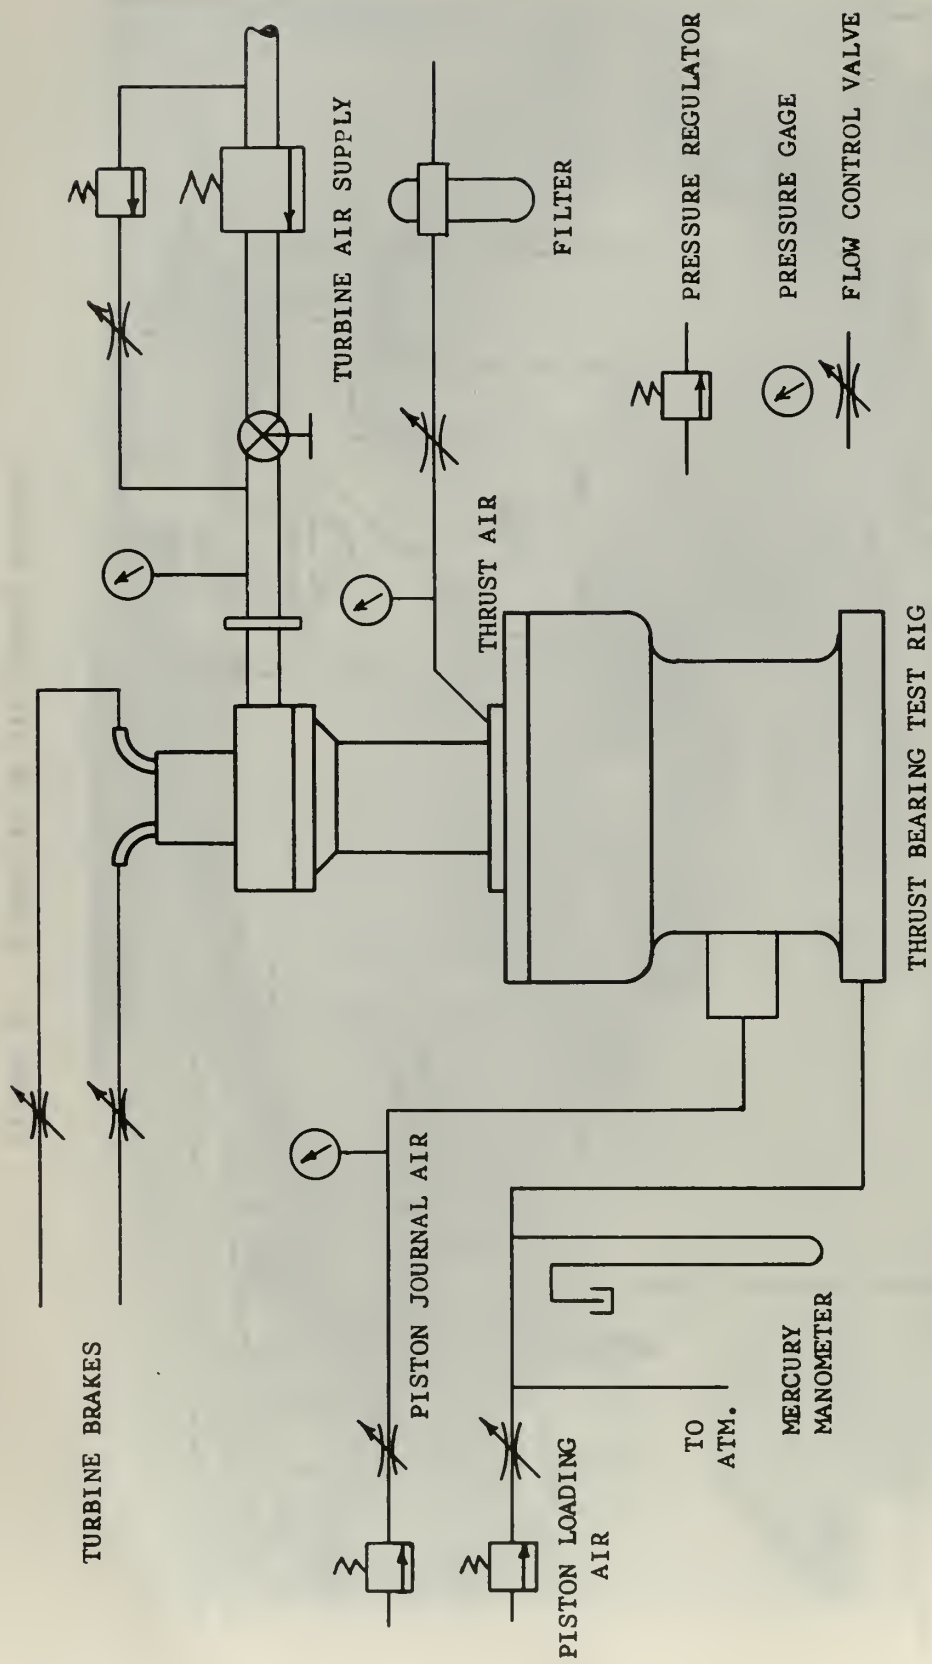 TURBINE BRAKES
TURBINE AIR SUPPLY
FILTER
THRUST AIR
PISTON JOURNAL AIR
PISTON LOADING
AIR
TO
ATM.
MERCURY
MANOMETER
THRUST BEARING TEST RIG
PRESSURE REGULATOR
PRESSURE GAGE
FLOW CONTROL VALVE